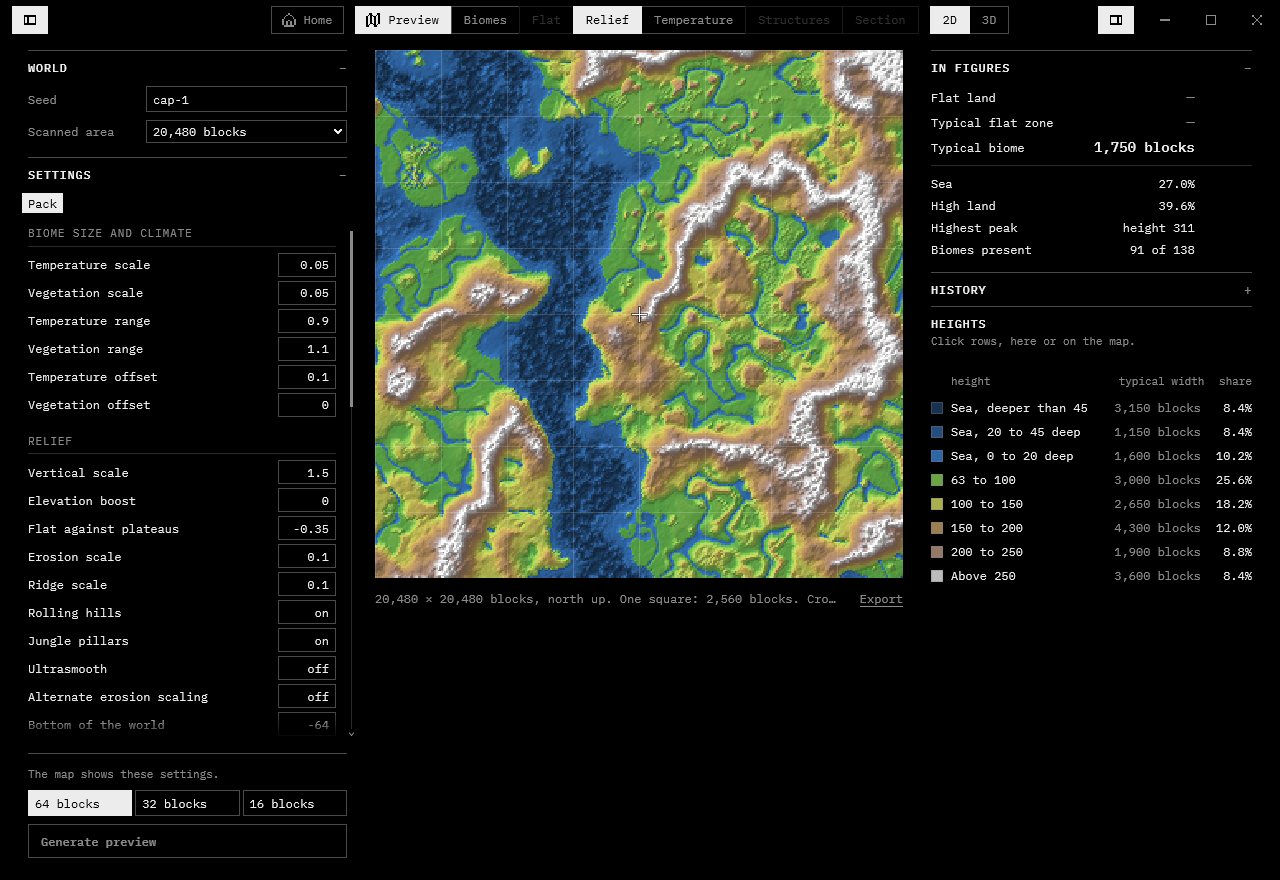 Home
Preview
Biomes
Flat
Relief
Temperature
Structures
Section
2D
3D
WORLD
Seed cap-1
Scanned area 20,480 blocks
SETTINGS
Pack
BIOME SIZE AND CLIMATE
Temperature scale 0.05
Vegetation scale 0.05
Temperature range 0.9
Vegetation range 1.1
Temperature offset 0.1
Vegetation offset 0
RELIEF
Vertical scale 1.5
Elevation boost 0
Flat against plateaus -0.35
Erosion scale 0.1
Ridge scale 0.1
Rolling hills on
Jungle pillars on
Ultrasmooth off
Alternate erosion scaling off
Bottom of the world -64
The map shows these settings.
64 blocks 32 blocks 16 blocks
Generate preview
20,480 × 20,480 blocks, north up. One square: 2,560 blocks. Cro… Export
IN FIGURES
Flat land —
Typical flat zone —
Typical biome 1,750 blocks
Sea 27.0%
High land 39.6%
Highest peak height 311
Biomes present 91 of 138
HISTORY
HEIGHTS
Click rows, here or on the map.
height typical width share
Sea, deeper than 45 3,150 blocks 8.4%
Sea, 20 to 45 deep 1,150 blocks 8.4%
Sea, 0 to 20 deep 1,600 blocks 10.2%
63 to 100 3,000 blocks 25.6%
100 to 150 2,650 blocks 18.2%
150 to 200 4,300 blocks 12.0%
200 to 250 1,900 blocks 8.8%
Above 250 3,600 blocks 8.4%